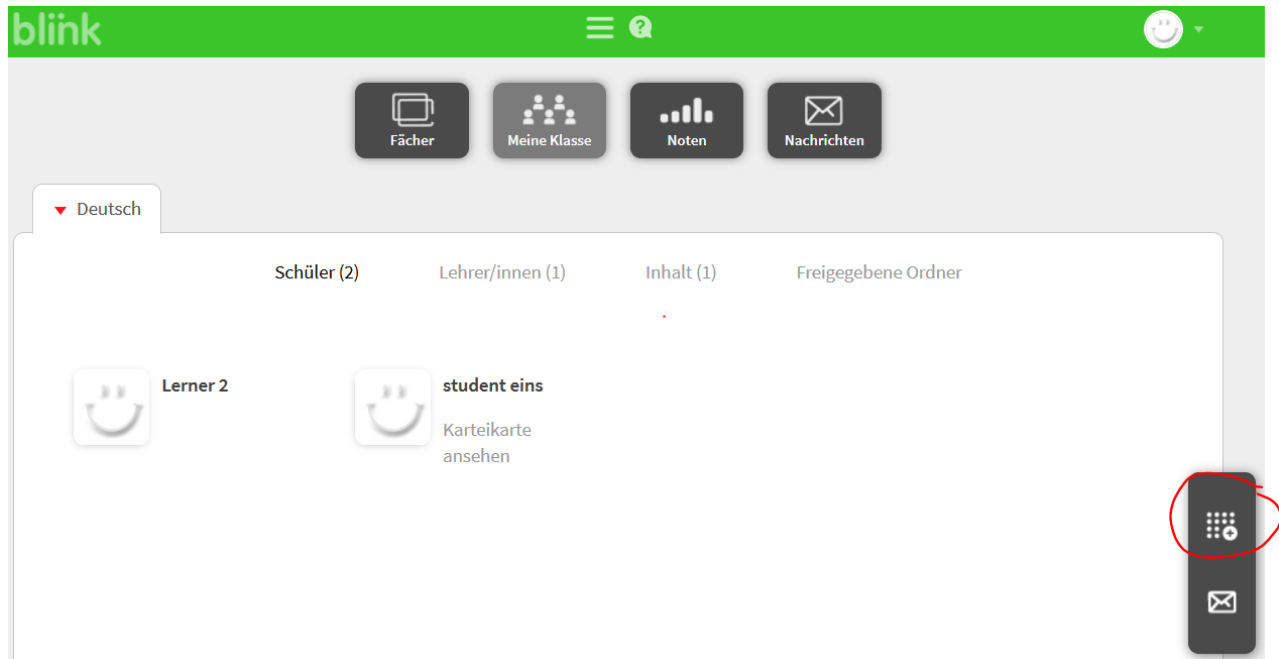 blink
Fächer
Meine Klasse
Noten
Nachrichten
Deutsch
Schüler (2)
Lehrer/innen (1)
Inhalt (1)
Freigegebene Ordner
Lerner 2
student eins
Karteikarte
ansehen